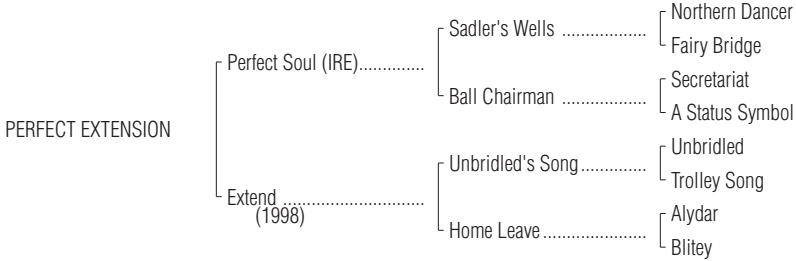 Northern Dancer
Sadler's Wells ..................
Fairy Bridge
Perfect Soul (IRE)..............
Secretariat
Ball Chairman ..................
A Status Symbol
PERFECT EXTENSION
Unbridled
Unbridled's Song..............
Trolley Song
Extend ..............................
(1998)
Alydar
Home Leave......................
Blitey